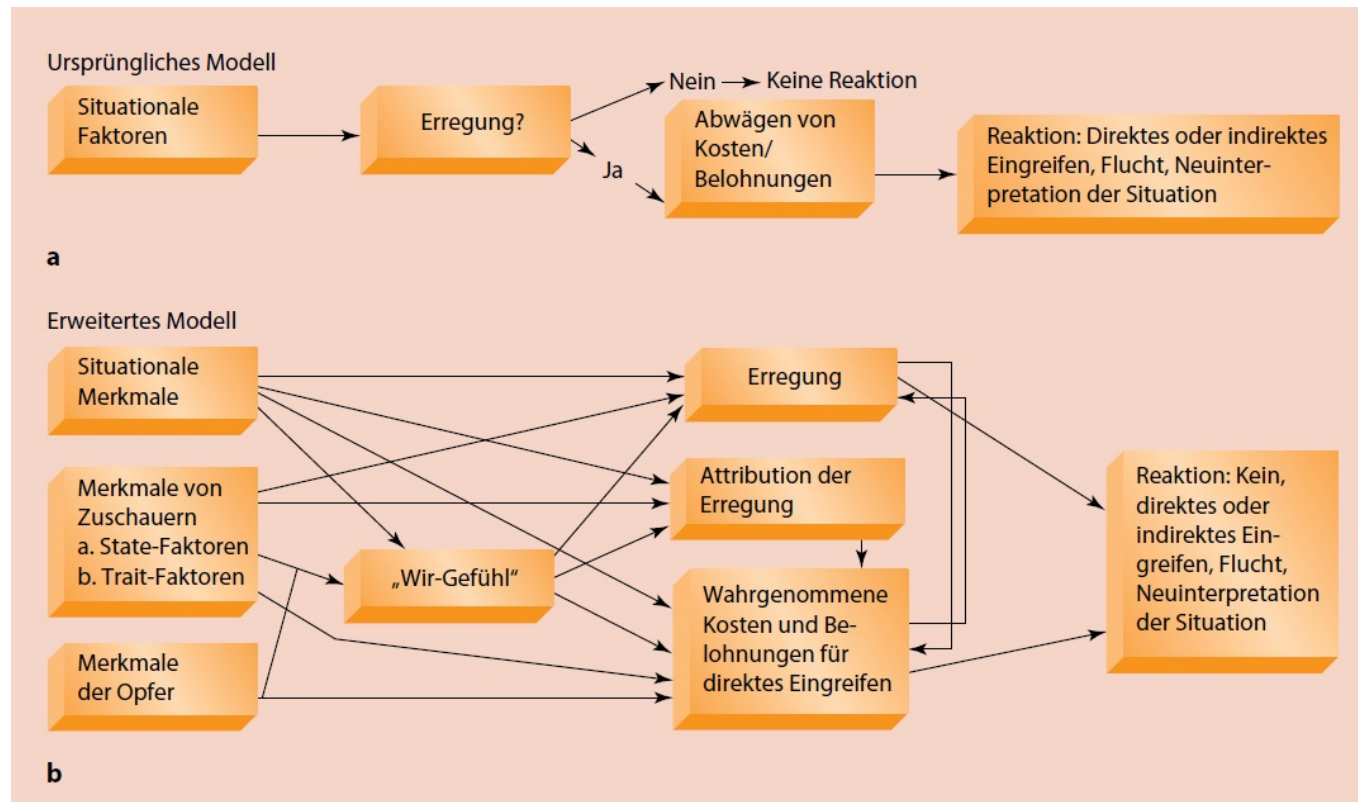 Ursprüngliches Modell
Situationale
Faktoren
Erregung?
Nein
Keine Reaktion
Ja
Abwägen von
Kosten/
Belohnungen
Reaktion: Direktes oder indirektes
Eingreifen, Flucht, Neuinter-
pretation der Situation
a
Erweitertes Modell
Situationale
Merkmale
Merkmale von
Zuschauern
a. State-Faktoren
b. Trait-Faktoren
Merkmale
der Opfer
„Wir-Gefühl“
Erregung
Attribution der
Erregung
Wahrgenommene
Kosten und Be-
lohnungen für
direktes Eingreifen
Reaktion: Kein,
direktes oder
indirektes Ein-
greifen, Flucht,
Neuinterpretation
der Situation
b